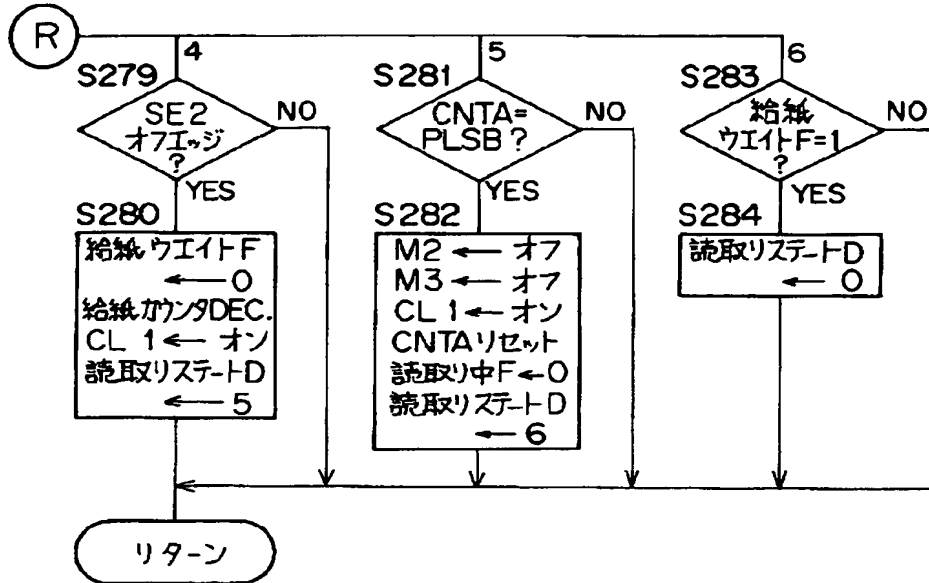 R
4
S279
SE2
オフエッジ
?
NO
YES
S280
給紙ウエイトF
←0
給紙カウンタDEC.
CL1←オン
読取りステートD
←5
5
S281
CNTA=
PLSB?
NO
YES
S282
M2←オフ
M3←オフ
CL1←オン
CNTAリセット
読取り中F←0
読取りステートD
←6
6
S283
給紙
ウエイトF=1
?
NO
YES
S284
読取りステートD
←0
リターン